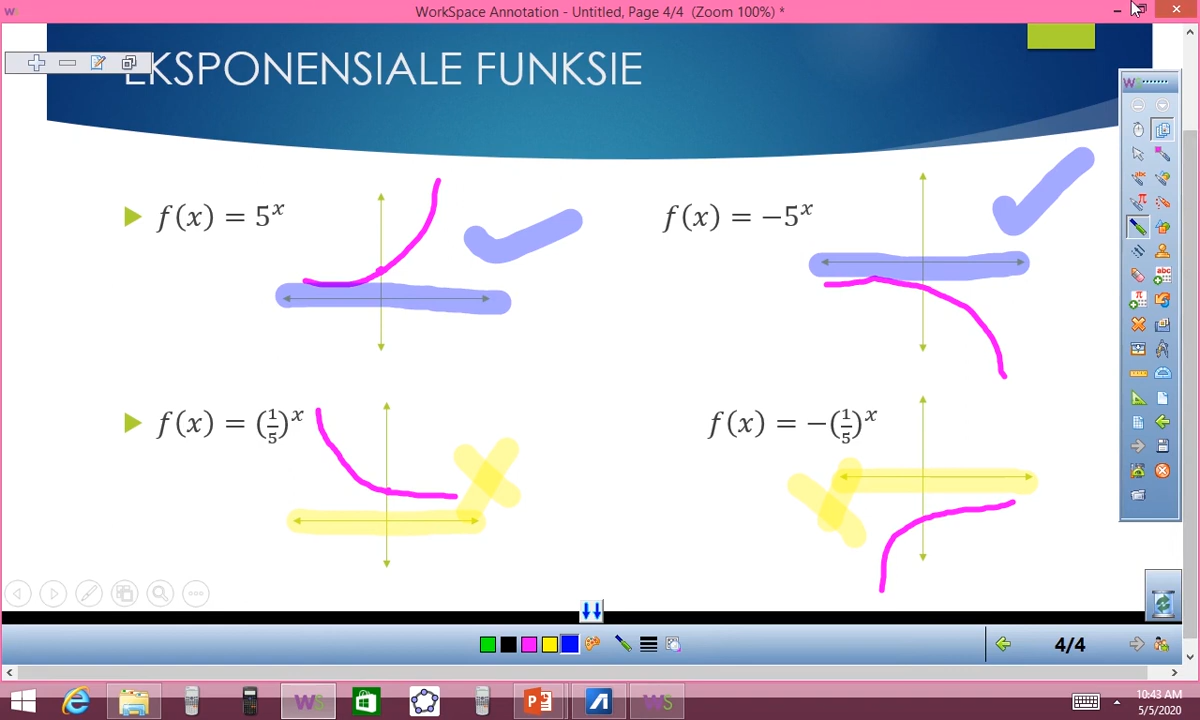 WorkSpace Annotation - Untitled, Page 4/4 (Zoom 100%) *
EKSPONENSIALE FUNKSIE
f(x) = 5^x
f(x) = −5^x
f(x) = (1/5)^x
f(x) = −(1/5)^x
4/4
10:43 AM
5/5/2020